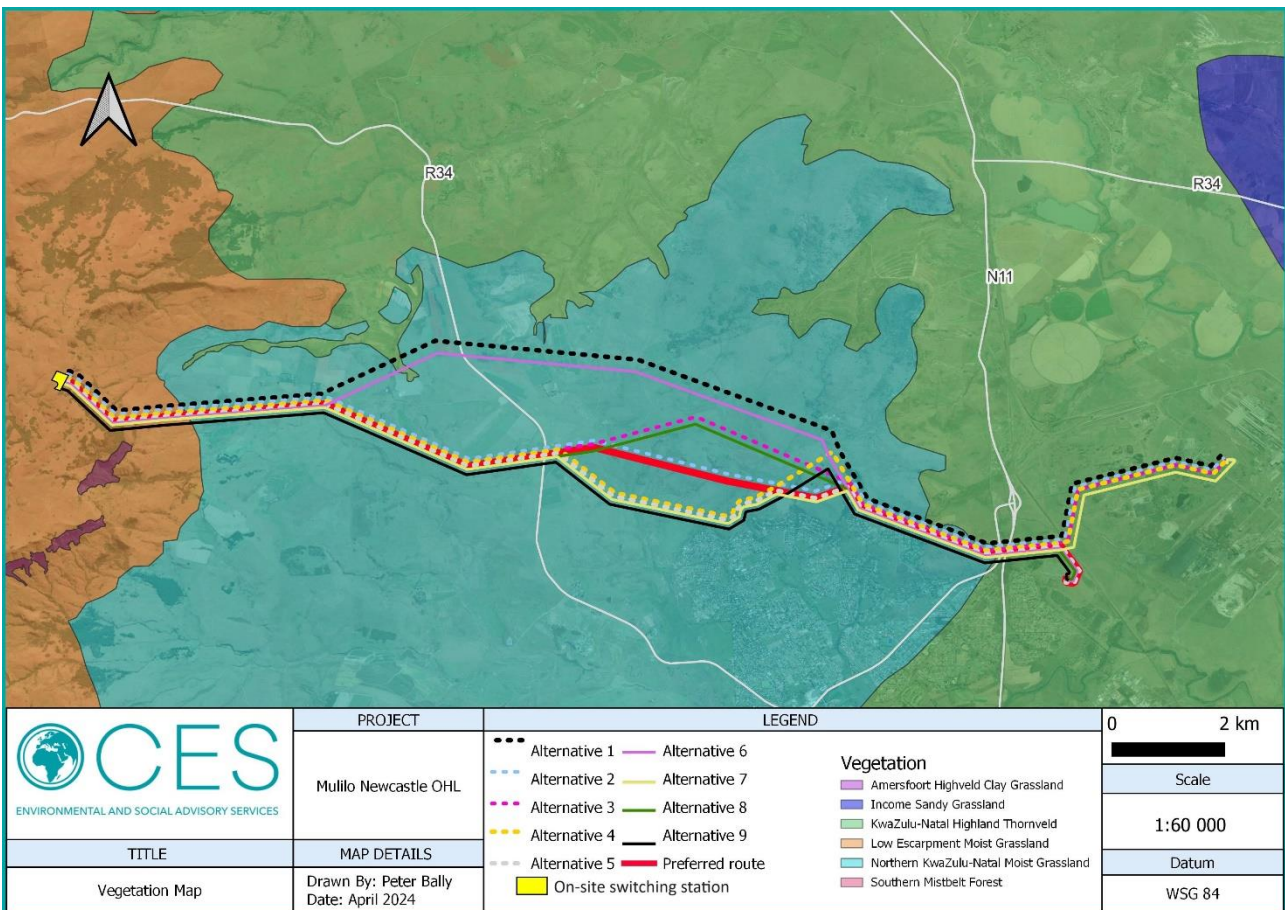 R34
R34
N11
CES
ENVIRONMENTAL AND SOCIAL ADVISORY SERVICES
PROJECT
Mulilo Newcastle OHL
TITLE
MAP DETAILS
Vegetation Map
Drawn By: Peter Bally
Date: April 2024
LEGEND
Alternative 1
Alternative 2
Alternative 3
Alternative 4
Alternative 5
Alternative 6
Alternative 7
Alternative 8
Alternative 9
Preferred route
On-site switching station
Vegetation
Amersfoort Highveld Clay Grassland
Income Sandy Grassland
KwaZulu-Natal Highland Thornveld
Low Escarpment Moist Grassland
Northern KwaZulu-Natal Moist Grassland
Southern Mistbelt Forest
0 2 km
Scale
1:60 000
Datum
WSG 84